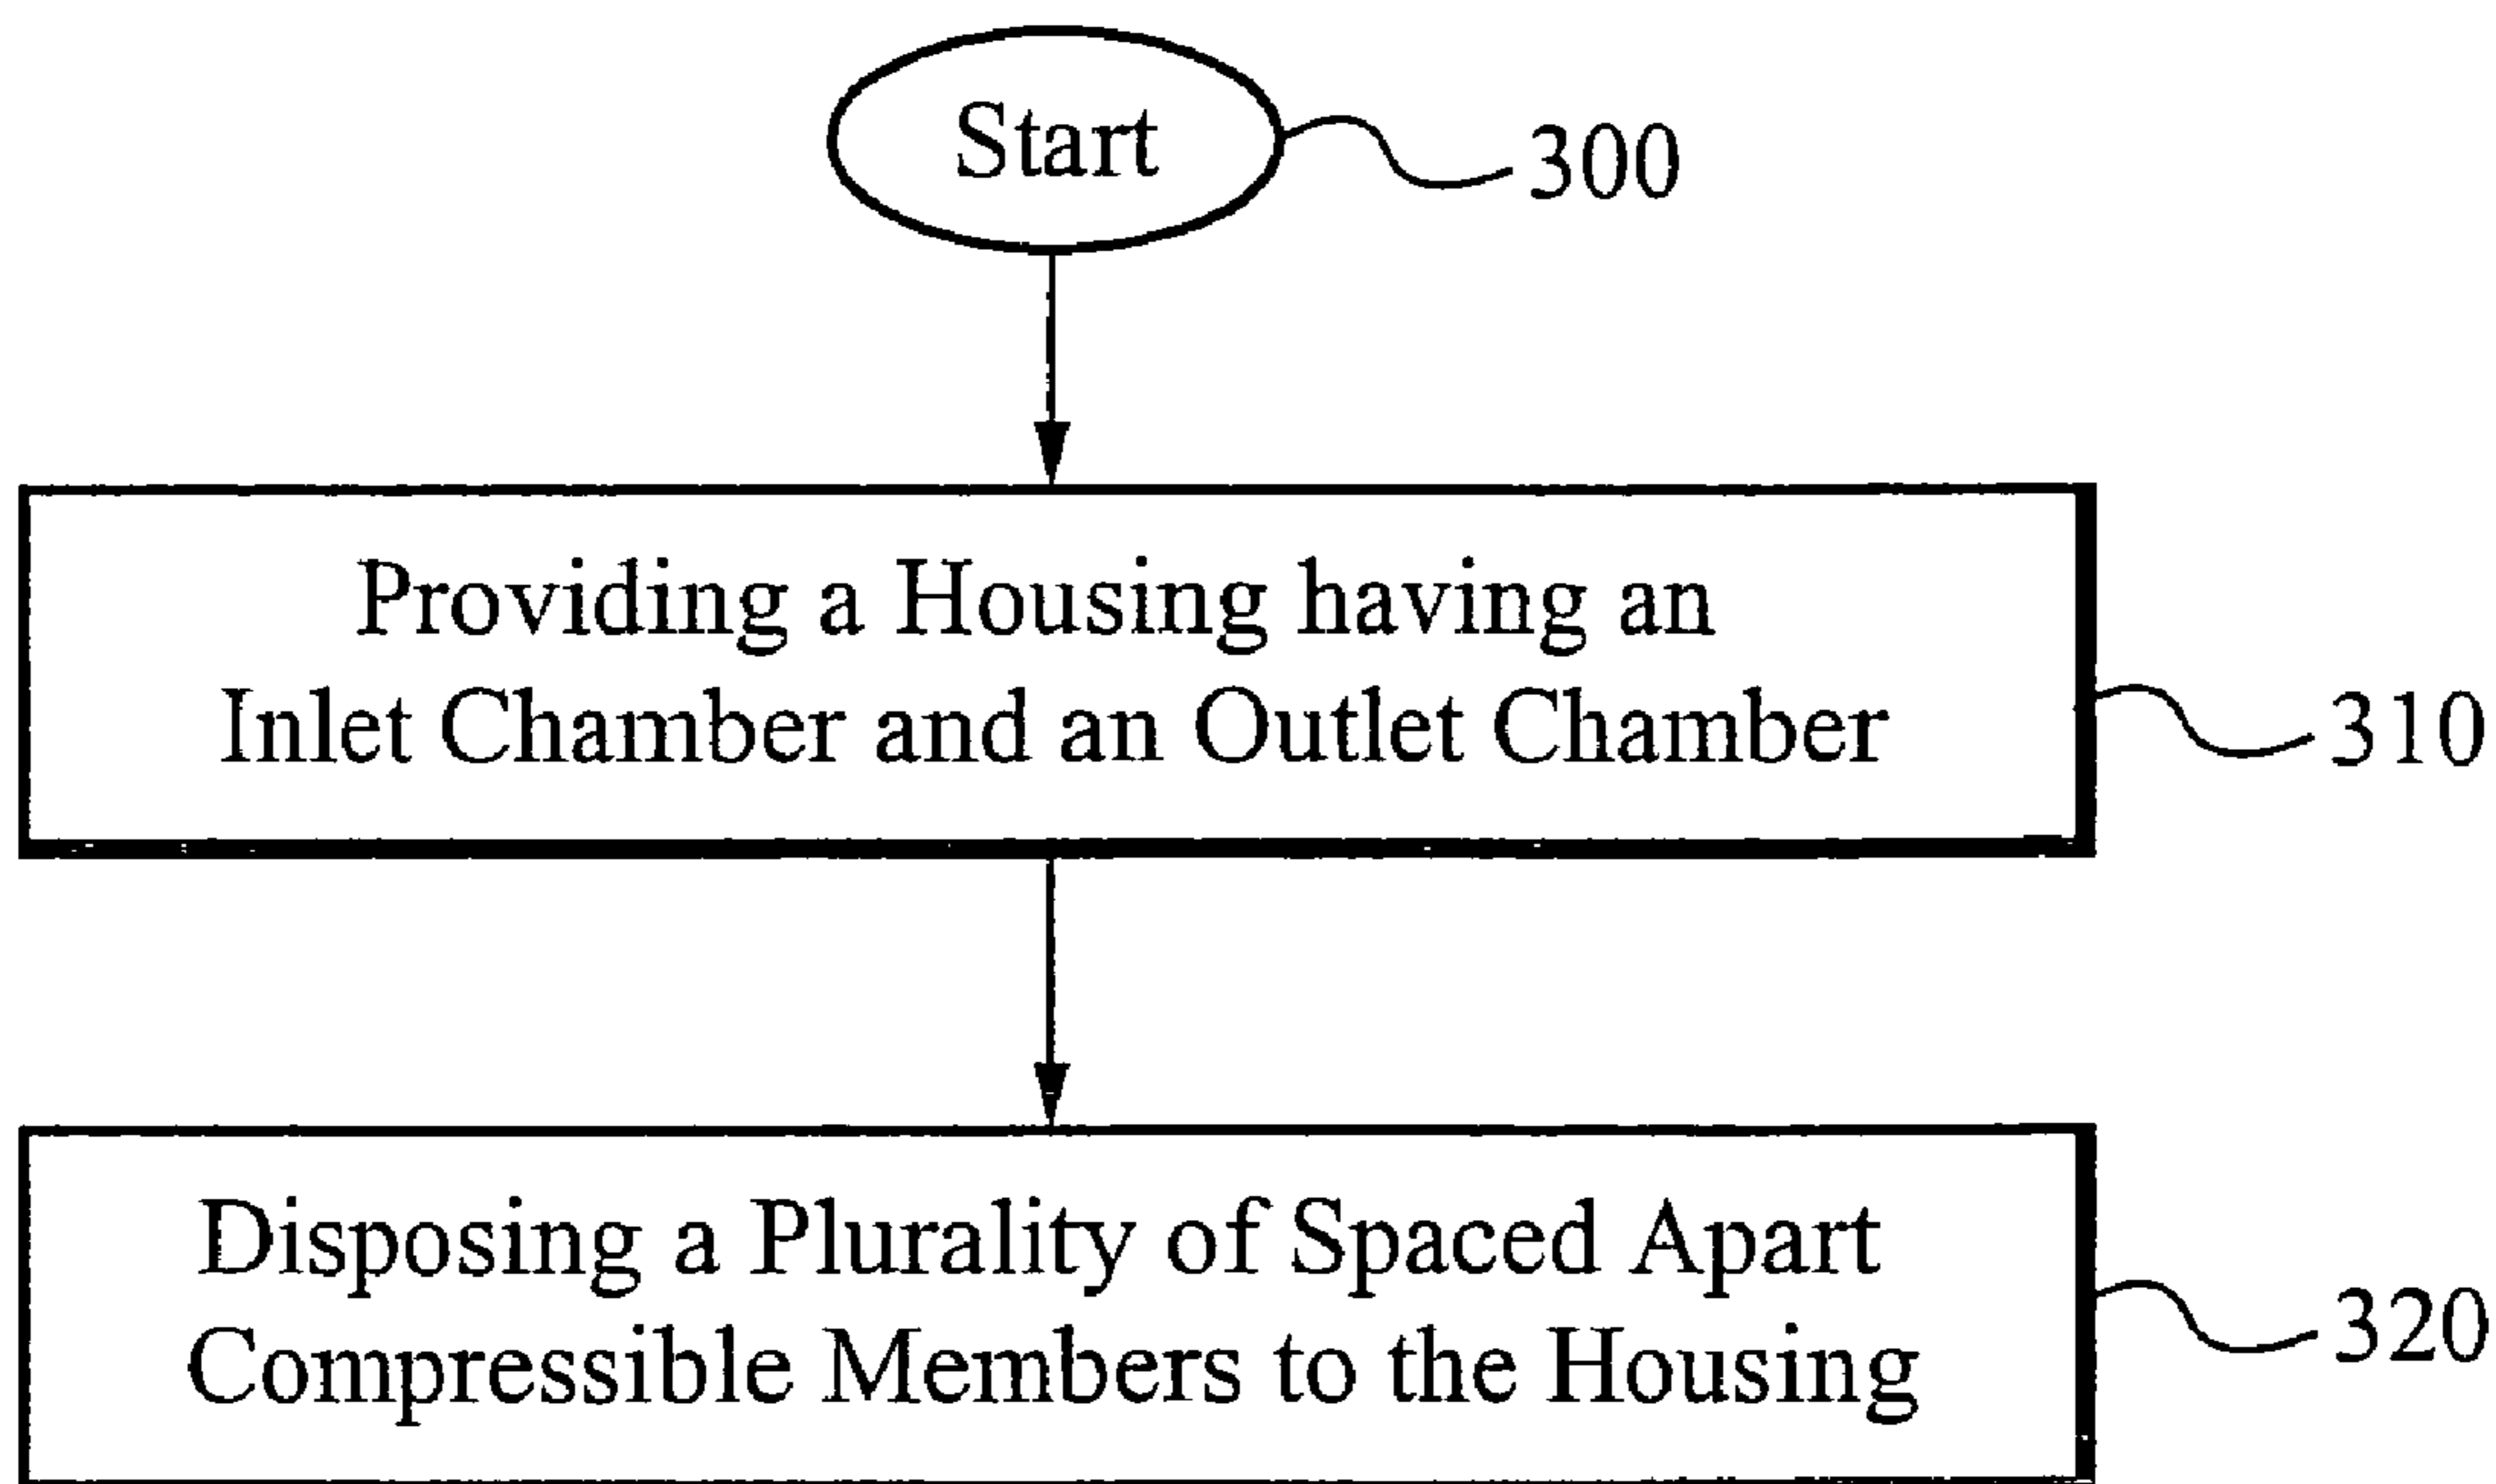 Start
300
Providing a Housing having an
Inlet Chamber and an Outlet Chamber
310
Disposing a Plurality of Spaced Apart
Compressible Members to the Housing
320